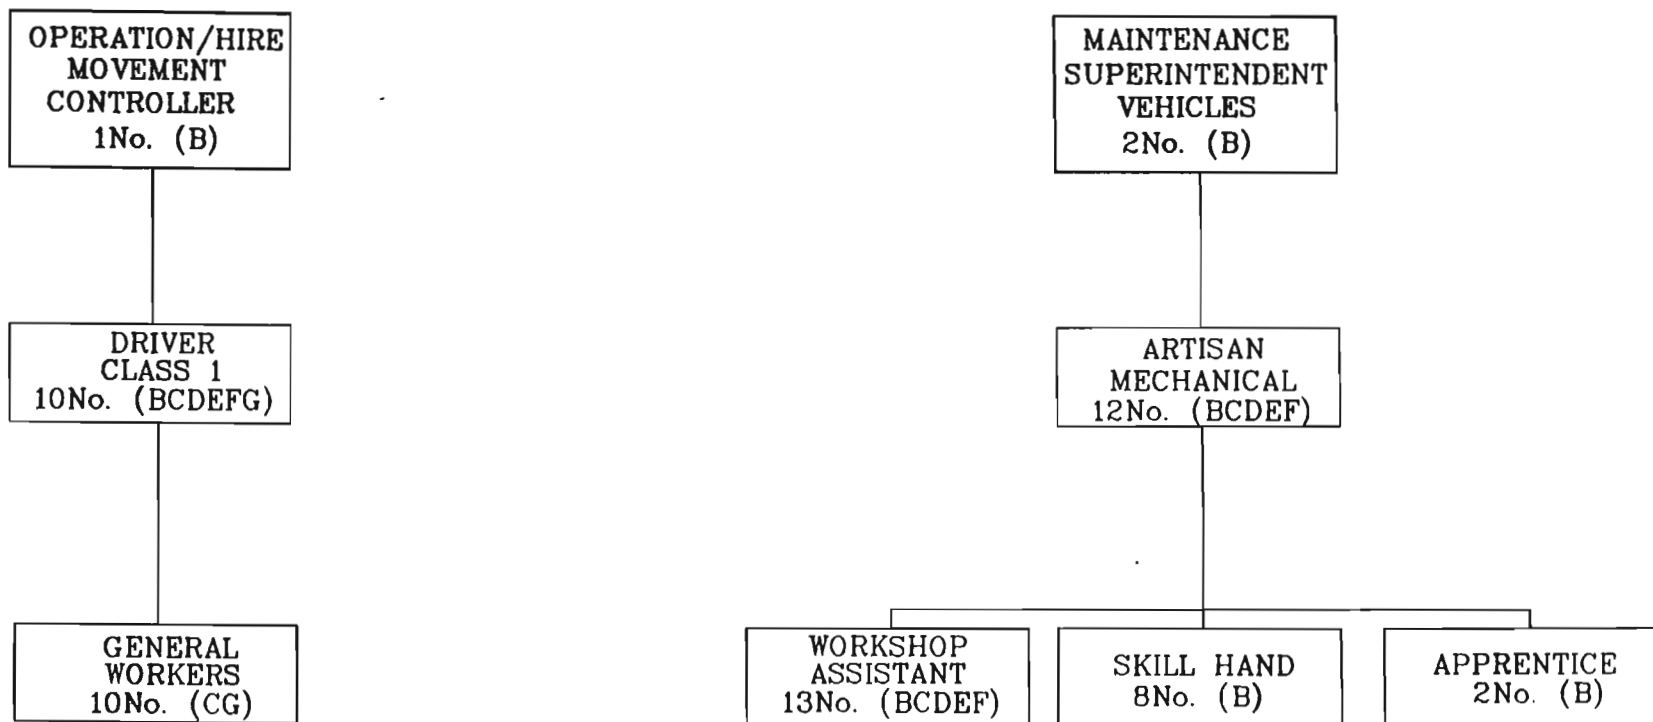 OPERATION/HIRE
MOVEMENT
CONTROLLER
1No. (B)
MAINTENANCE
SUPERINTENDENT
VEHICLES
2No. (B)
DRIVER
CLASS 1
10No. (BCDEFG)
ARTISAN
MECHANICAL
12No. (BCDEF)
GENERAL
WORKERS
10No. (CG)
WORKSHOP
ASSISTANT
13No. (BCDEF)
SKILL HAND
8No. (B)
APPRENTICE
2No. (B)